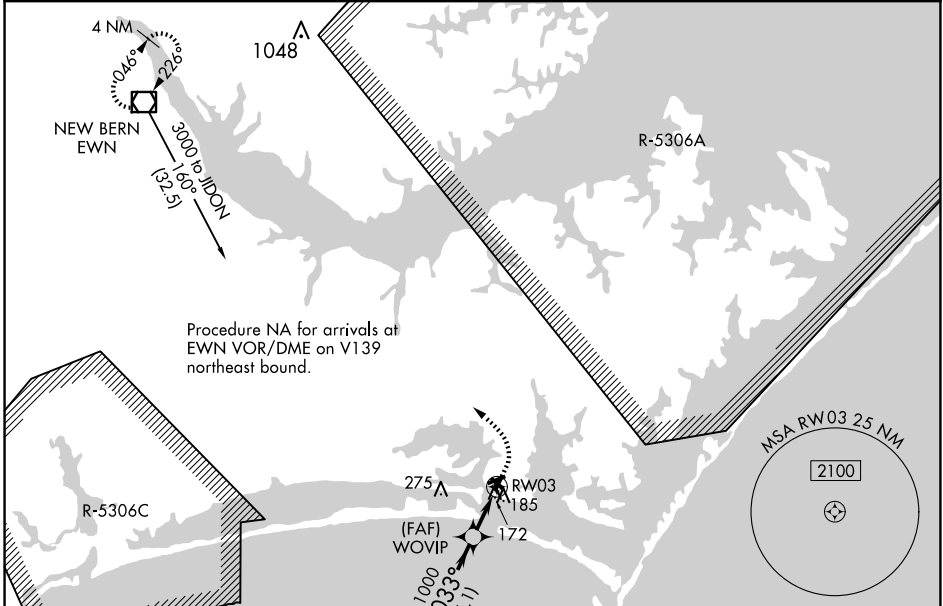 4 NM
046°
226°
1048
NEW BERN
EWN
3000 to JIDON
160°
(32.5)
R-5306A
Procedure NA for arrivals at
EWN VOR/DME on V139
northeast bound.
MSA RW03 25 NM
2100
R-5306C
275
RW03
185
(FAF)
WOVIP
172
1000
033°